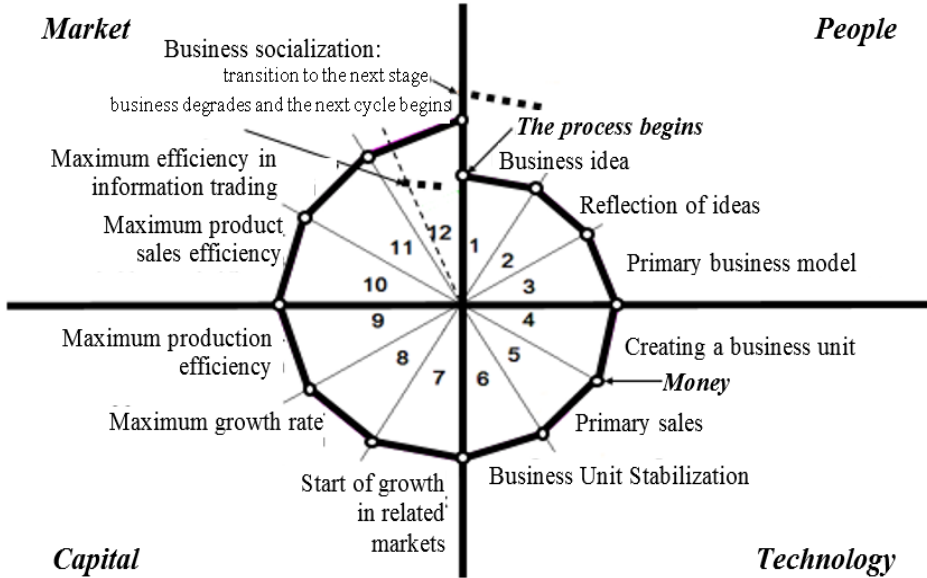 Market
People
Business socialization:
transition to the next stage
business degrades and the next cycle begins
The process begins
Business idea
Maximum efficiency in
information trading
Reflection of ideas
Maximum product
sales efficiency
Primary business model
12
1
11
2
10
3
9
4
8
5
7
6
Maximum production
efficiency
Creating a business unit
Money
Maximum growth rate
Primary sales
Business Unit Stabilization
Start of growth
in related
markets
Capital
Technology